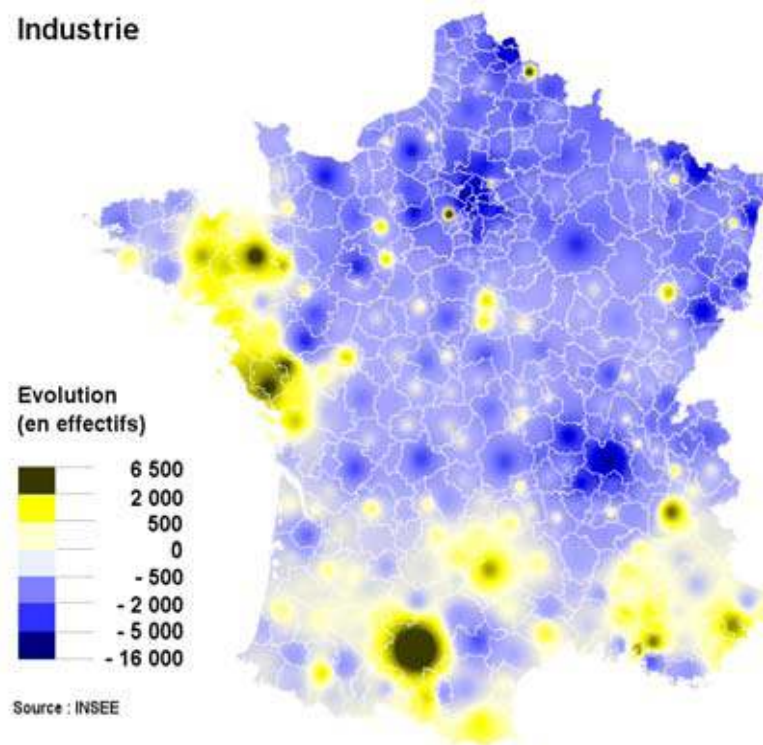 Industrie
Evolution
(en effectifs)
6 500
2 000
500
0
- 500
- 2 000
- 5 000
- 16 000
Source : INSEE